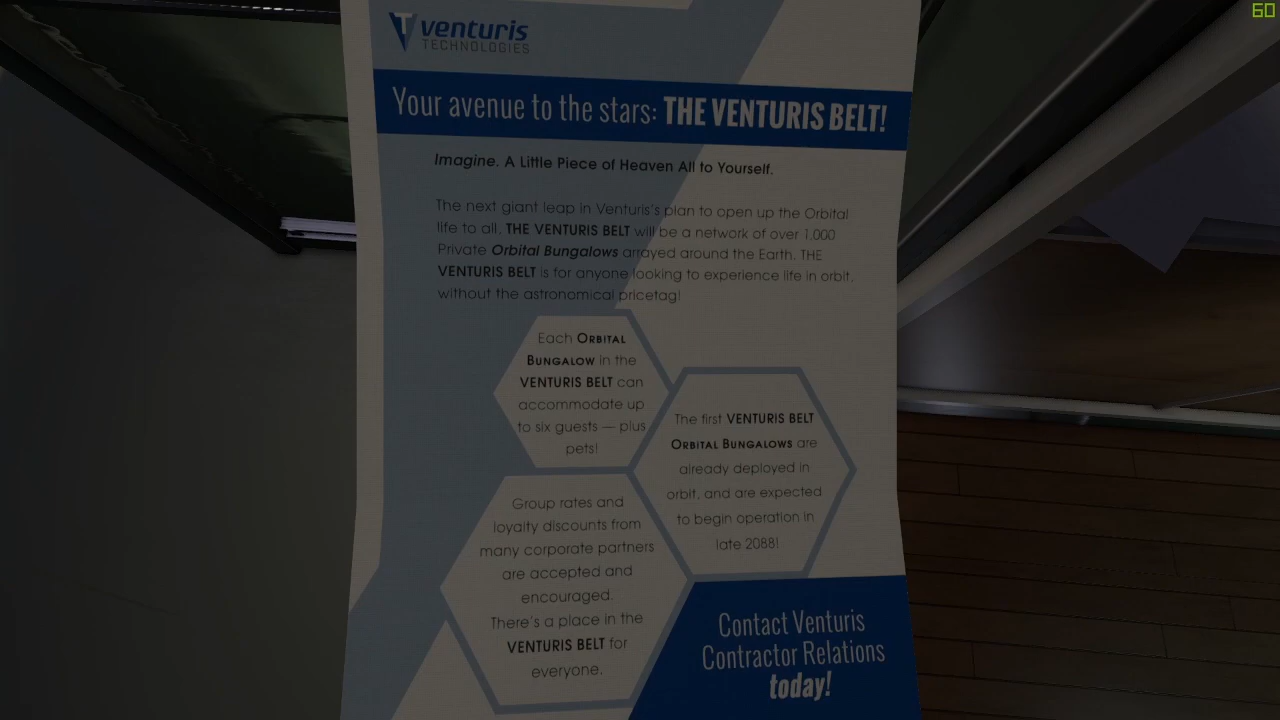 60
venturis
TECHNOLOGIES
Your avenue to the stars: THE VENTURIS BELT!
Imagine. A Little Piece of Heaven All to Yourself.
The next giant leap in Venturis's plan to open up the Orbital
life to all. THE VENTURIS BELT will be a network of over 1,000
Private Orbital Bungalows arrayed around the Earth. THE
VENTURIS BELT is for anyone looking to experience life in orbit,
without the astronomical pricetag!
Each ORBITAL
BUNGALOW in the
VENTURIS BELT can
accommodate up
to six guests — plus
pets!
The first VENTURIS BELT
ORBITAL BUNGALOWS are
already deployed in
orbit, and are expected
to begin operation in
late 2088!
Group rates and
loyalty discounts from
many corporate partners
are accepted and
encouraged.
There's a place in the
VENTURIS BELT for
everyone.
Contact Venturis
Contractor Relations
today!